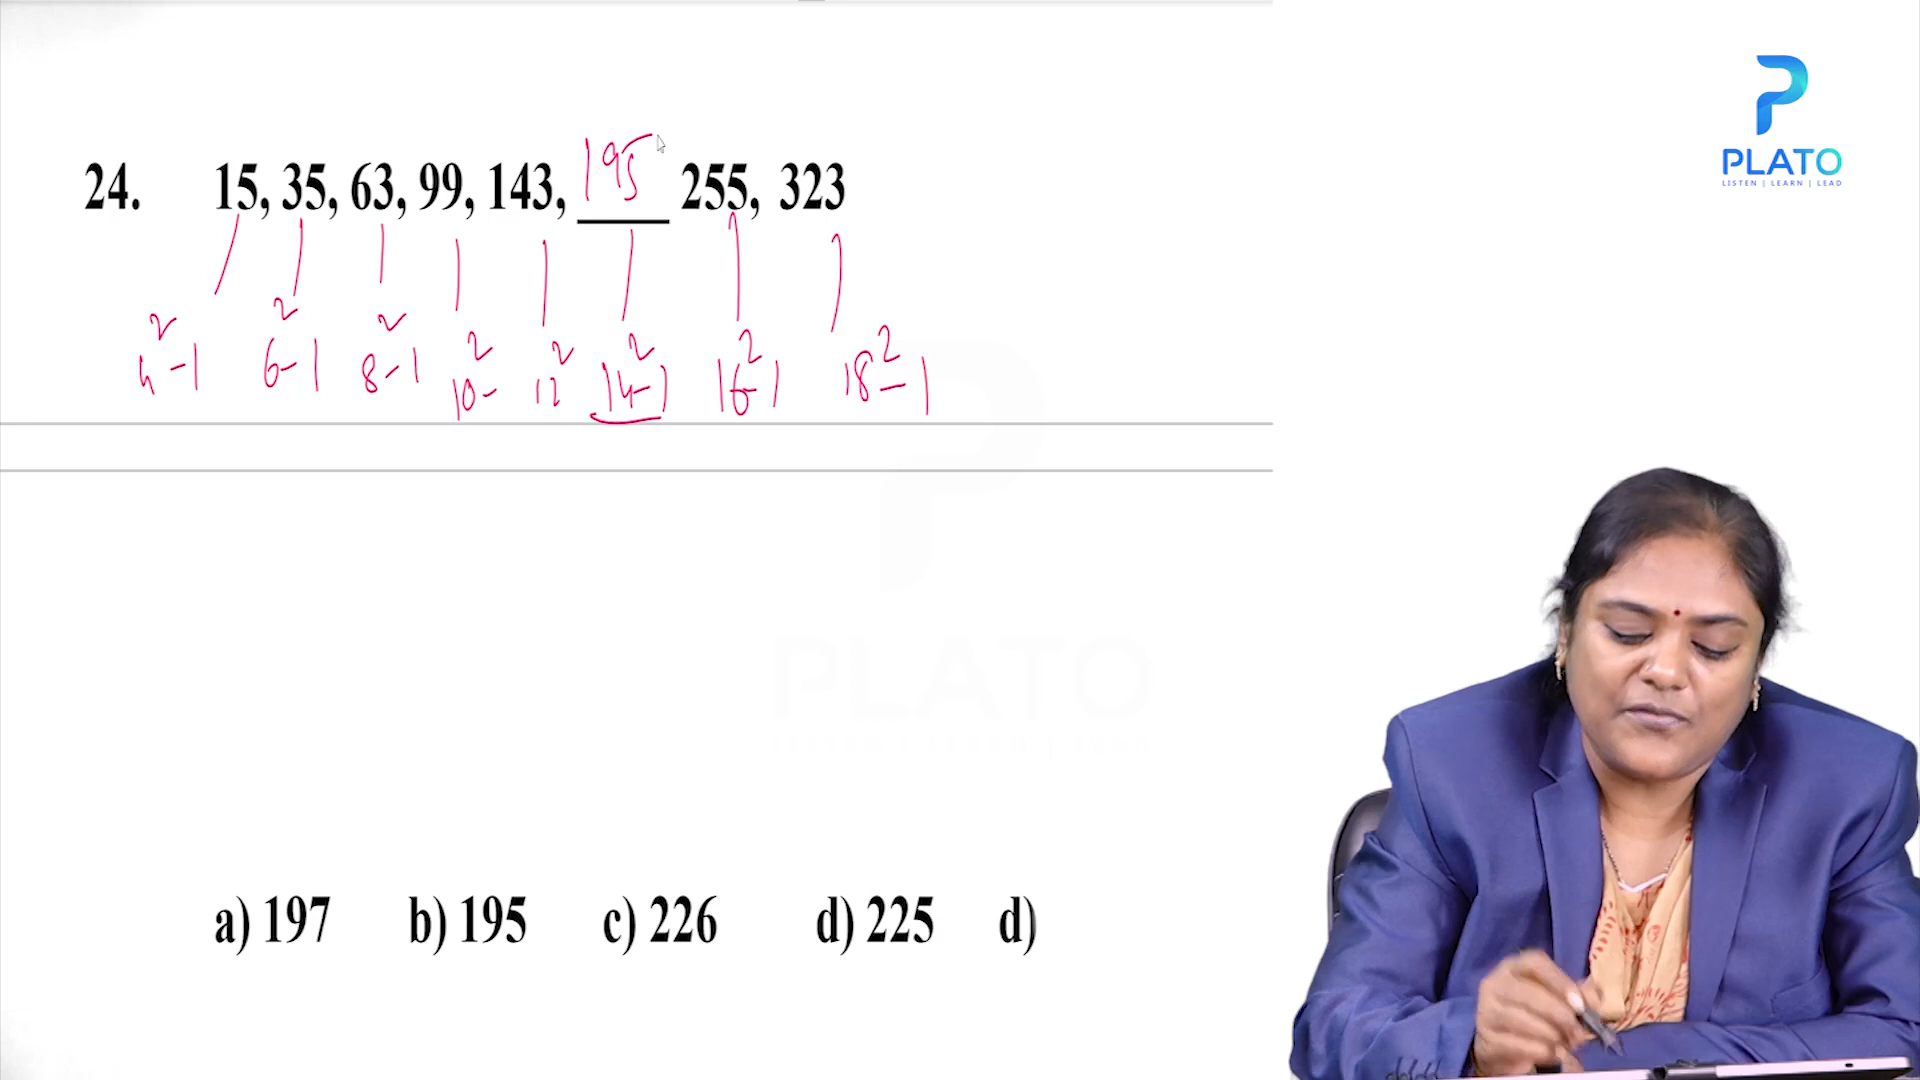 PLATO
LISTEN | LEARN | LEAD
24. 15, 35, 63, 99, 143, 195 255, 323
4²-1 6²-1 8²-1 10²- 12² 14²-1 16²-1 18²-1
PLATO
a) 197 b) 195 c) 226 d) 225 d)